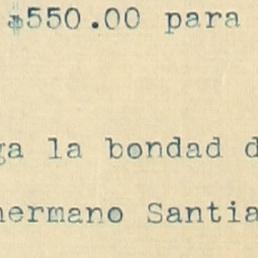 $550.00 para
ga la bondad d
hermano Santia